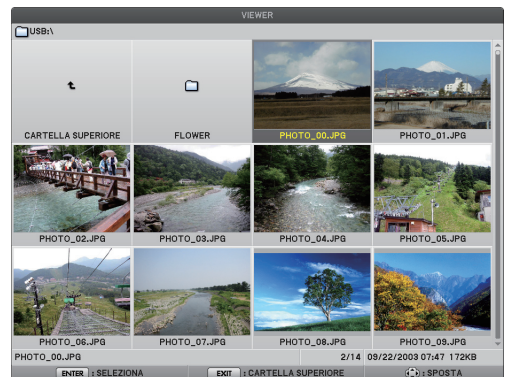 VIEWER
USB:\
CARTELLA SUPERIORE FLOWER PHOTO_00.JPG PHOTO_01.JPG
PHOTO_02.JPG PHOTO_03.JPG PHOTO_04.JPG PHOTO_05.JPG
PHOTO_06.JPG PHOTO_07.JPG PHOTO_08.JPG PHOTO_09.JPG
PHOTO_00.JPG 2/14 09/22/2003 07:47 172KB
ENTER : SELEZIONA EXIT : CARTELLA SUPERIORE : SPOSTA